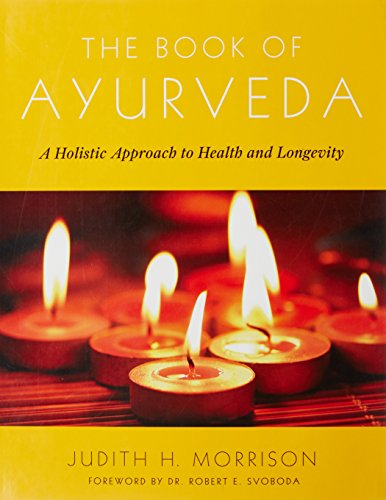 THE BOOK OF
AYURVEDA
A Holistic Approach to Health and Longevity
JUDITH H. MORRISON
FOREWORD BY DR. ROBERT E. SVOBODA